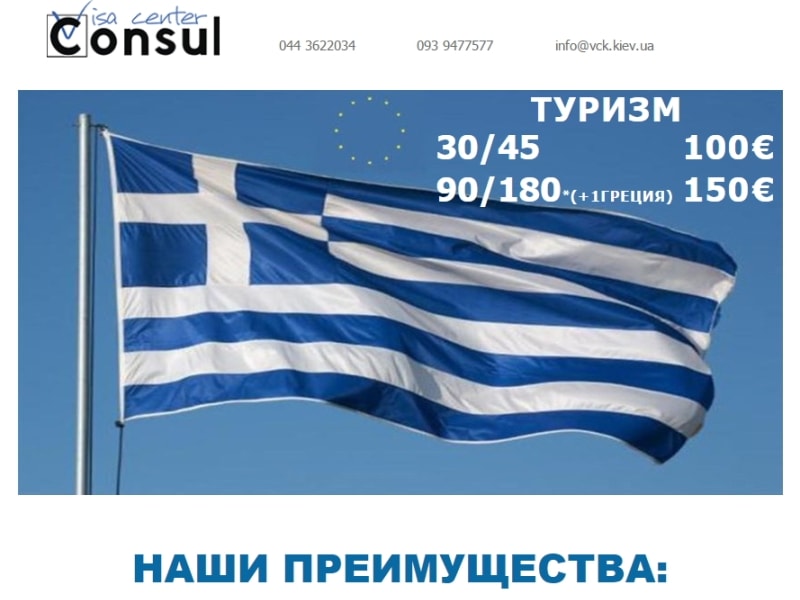 Visa center
Consul
044 3622034 093 9477577 info@vck.kiev.ua
ТУРИЗМ
30/45 100€
90/180*(+1ГРЕЦИЯ) 150€
НАШИ ПРЕИМУЩЕСТВА: